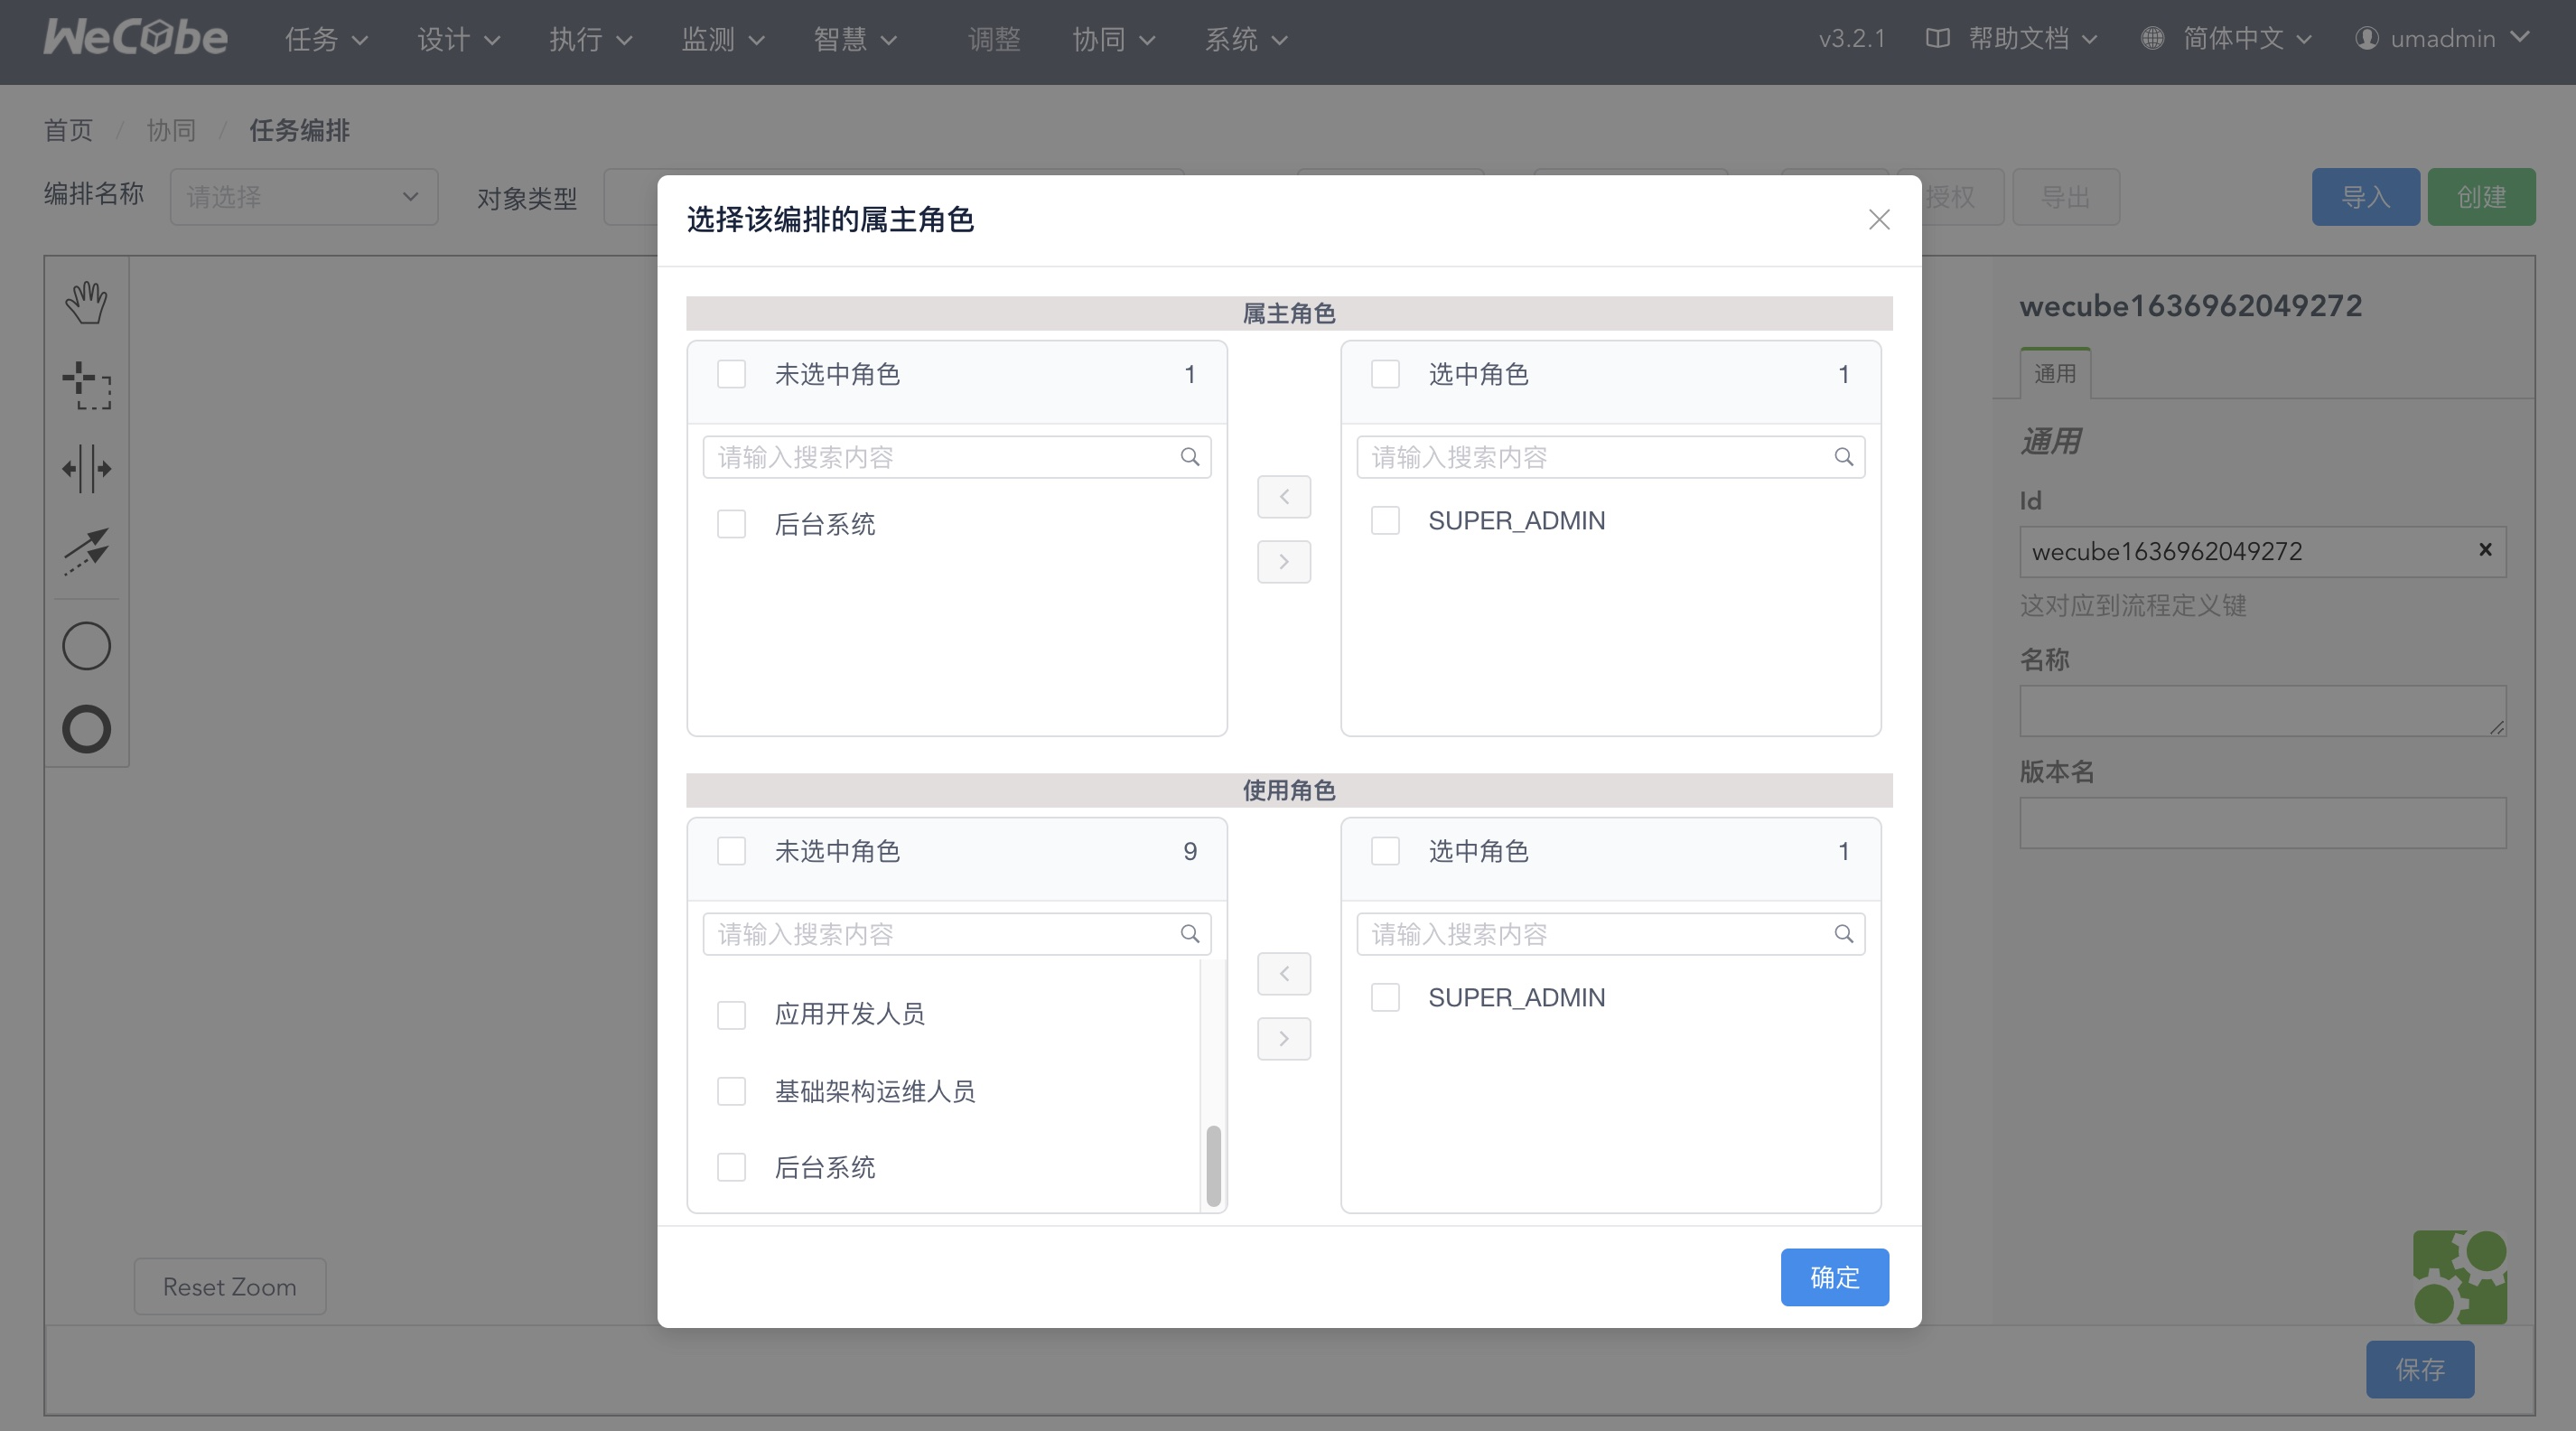 WeCube 任务 设计 执行 监测 智慧 调整 协同 系统 v3.2.1 帮助文档 简体中文 umadmin
首页 / 协同 / 任务编排
编排名称 请选择 对象类型 授权 导出 导入 创建
选择该编排的属主角色
属主角色
未选中角色 1
请输入搜索内容
后台系统
选中角色 1
请输入搜索内容
SUPER_ADMIN
使用角色
未选中角色 9
请输入搜索内容
应用开发人员
基础架构运维人员
后台系统
选中角色 1
请输入搜索内容
SUPER_ADMIN
确定
wecube1636962049272
通用
通用
Id
wecube1636962049272
这对应到流程定义键
名称
版本名
Reset Zoom
保存